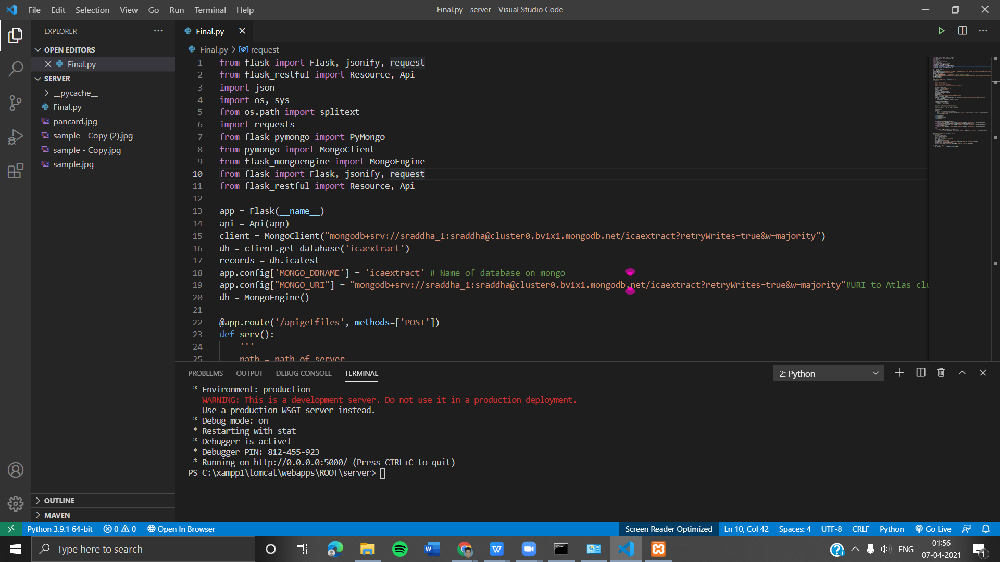 File Edit Selection View Go Run Terminal Help
Final.py - server - Visual Studio Code
EXPLORER
OPEN EDITORS
Final.py
SERVER
__pycache__
Final.py
pancard.jpg
sample - Copy (2).jpg
sample - Copy.jpg
sample.jpg
OUTLINE
MAVEN
Final.py
Final.py > request
1 from flask import Flask, jsonify, request
2 from flask_restful import Resource, Api
3 import json
4 import os, sys
5 from os.path import splitext
6 import requests
7 from flask_pymongo import PyMongo
8 from pymongo import MongoClient
9 from flask_mongoengine import MongoEngine
10 from flask import Flask, jsonify, request
11 from flask_restful import Resource, Api
12
13 app = Flask(__name__)
14 api = Api(app)
15 client = MongoClient("mongodb+srv://sraddha_1:sraddha@cluster0.bv1x1.mongodb.net/icaextract?retryWrites=true&w=majority")
16 db = client.get_database('icaextract')
17 records = db.icatest
18 app.config['MONGO_DBNAME'] = 'icaextract' # Name of database on mongo
19 app.config["MONGO_URI"] = "mongodb+srv://sraddha_1:sraddha@cluster0.bv1x1.mongodb.net/icaextract?retryWrites=true&w=majority"#URI to Atlas clu
20 db = MongoEngine()
21
22 @app.route('/apigetfiles', methods=['POST'])
23 def serv():
24 '''
25 path = path of server
PROBLEMS OUTPUT DEBUG CONSOLE TERMINAL
2: Python
* Environment: production
WARNING: This is a development server. Do not use it in a production deployment.
Use a production WSGI server instead.
* Debug mode: on
* Restarting with stat
* Debugger is active!
* Debugger PIN: 812-455-923
* Running on http://0.0.0.0:5000/ (Press CTRL+C to quit)
PS C:\xampp1\tomcat\webapps\ROOT\server>
Python 3.9.1 64-bit 0 0 Open In Browser
Screen Reader Optimized Ln 10, Col 42 Spaces: 4 UTF-8 CRLF Python Go Live
Type here to search
ENG
01:56
07-04-2021
1